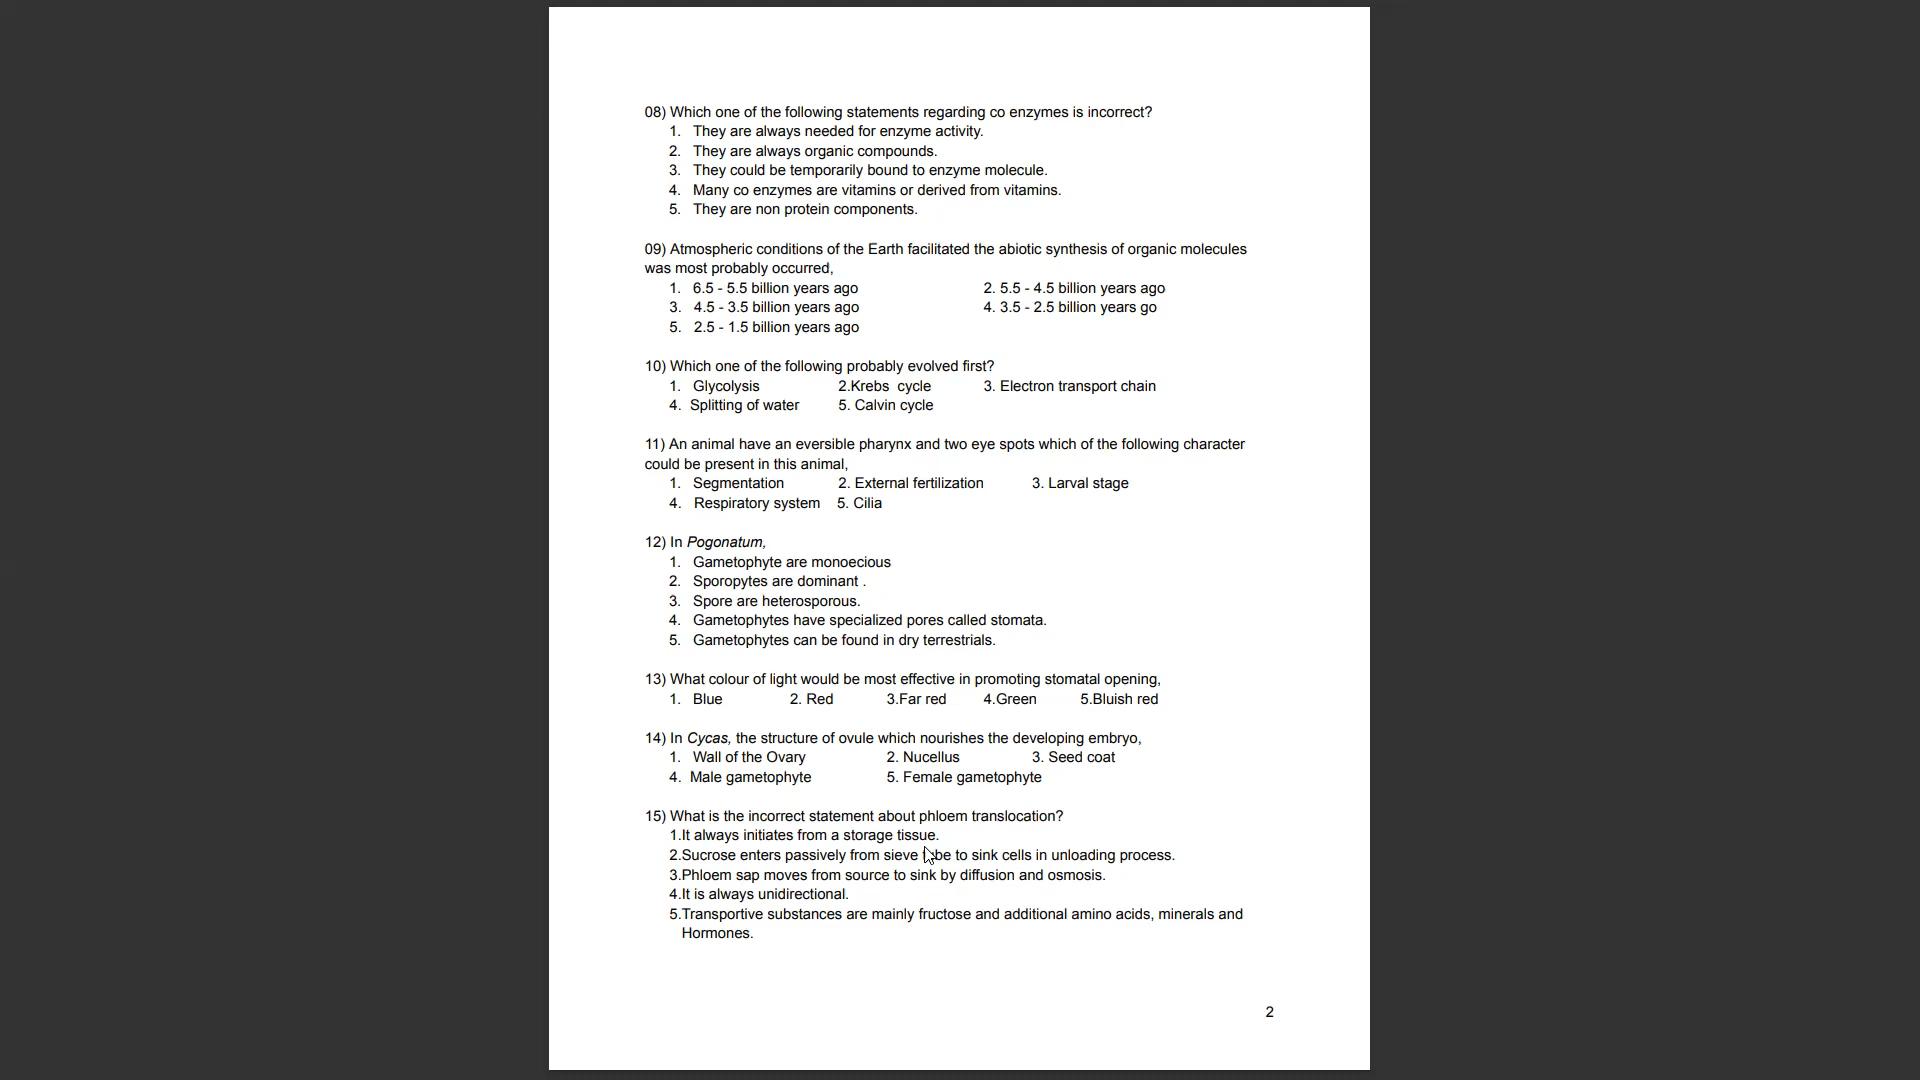 08) Which one of the following statements regarding co enzymes is incorrect?
1. They are always needed for enzyme activity.
2. They are always organic compounds.
3. They could be temporarily bound to enzyme molecule.
4. Many co enzymes are vitamins or derived from vitamins.
5. They are non protein components.
09) Atmospheric conditions of the Earth facilitated the abiotic synthesis of organic molecules
was most probably occurred,
1. 6.5 - 5.5 billion years ago 2. 5.5 - 4.5 billion years ago
3. 4.5 - 3.5 billion years ago 4. 3.5 - 2.5 billion years go
5. 2.5 - 1.5 billion years ago
10) Which one of the following probably evolved first?
1. Glycolysis 2.Krebs cycle 3. Electron transport chain
4. Splitting of water 5. Calvin cycle
11) An animal have an eversible pharynx and two eye spots which of the following character
could be present in this animal,
1. Segmentation 2. External fertilization 3. Larval stage
4. Respiratory system 5. Cilia
12) In Pogonatum,
1. Gametophyte are monoecious
2. Sporopytes are dominant .
3. Spore are heterosporous.
4. Gametophytes have specialized pores called stomata.
5. Gametophytes can be found in dry terrestrials.
13) What colour of light would be most effective in promoting stomatal opening,
1. Blue 2. Red 3.Far red 4.Green 5.Bluish red
14) In Cycas, the structure of ovule which nourishes the developing embryo,
1. Wall of the Ovary 2. Nucellus 3. Seed coat
4. Male gametophyte 5. Female gametophyte
15) What is the incorrect statement about phloem translocation?
1.It always initiates from a storage tissue.
2.Sucrose enters passively from sieve tube to sink cells in unloading process.
3.Phloem sap moves from source to sink by diffusion and osmosis.
4.It is always unidirectional.
5.Transportive substances are mainly fructose and additional amino acids, minerals and
Hormones.
2